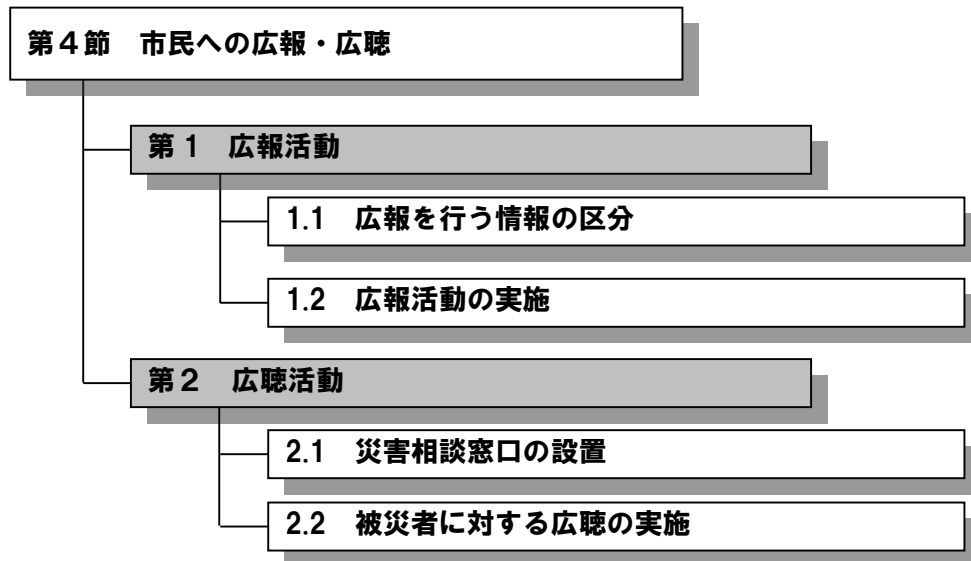 第４節　市民への広報・広聴
第１　広報活動
1.1　広報を行う情報の区分
1.2　広報活動の実施
第２　広聴活動
2.1　災害相談窓口の設置
2.2　被災者に対する広聴の実施